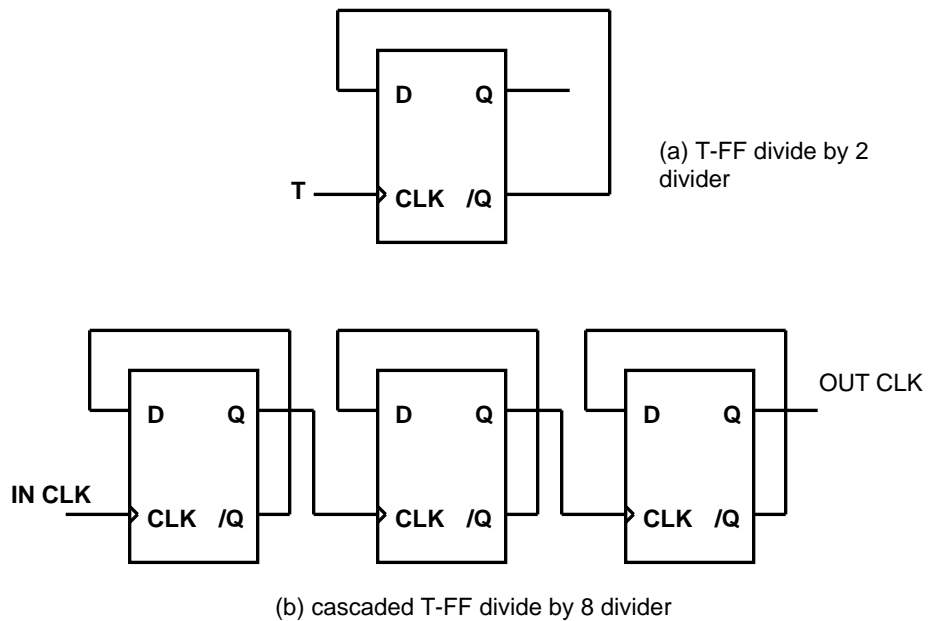 D Q
(a) T-FF divide by 2
divider
T CLK /Q
OUT CLK
D Q D Q D Q
IN CLK
CLK /Q CLK /Q CLK /Q
(b) cascaded T-FF divide by 8 divider